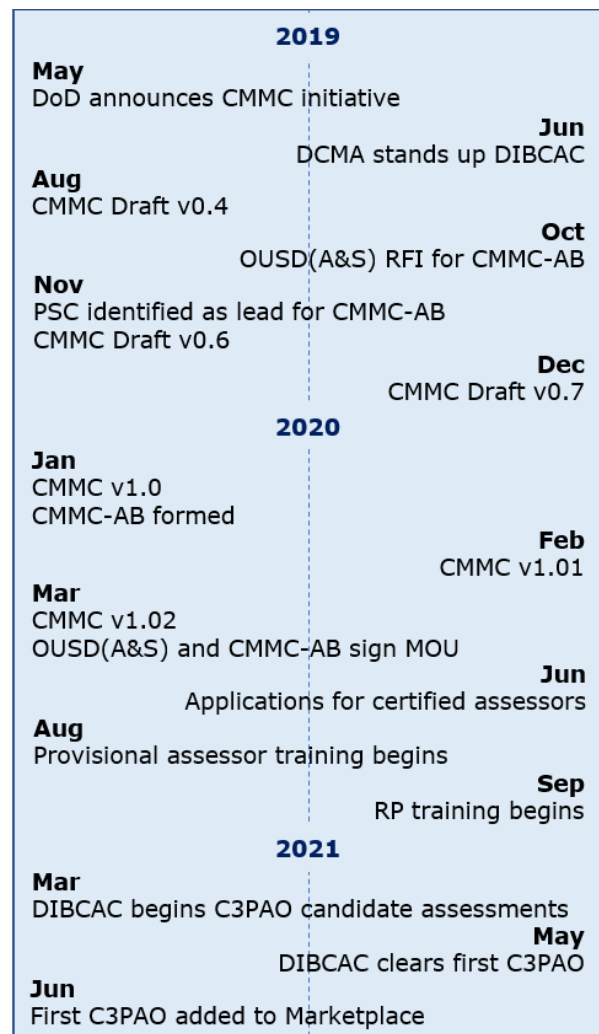 2019
May
DoD announces CMMC initiative
Jun
DCMA stands up DIBCAC
Aug
CMMC Draft v0.4
Oct
OUSD(A&S) RFI for CMMC-AB
Nov
PSC identified as lead for CMMC-AB
CMMC Draft v0.6
Dec
CMMC Draft v0.7
2020
Jan
CMMC v1.0
CMMC-AB formed
Feb
CMMC v1.01
Mar
CMMC v1.02
OUSD(A&S) and CMMC-AB sign MOU
Jun
Applications for certified assessors
Aug
Provisional assessor training begins
Sep
RP training begins
2021
Mar
DIBCAC begins C3PAO candidate assessments
May
DIBCAC clears first C3PAO
Jun
First C3PAO added to Marketplace